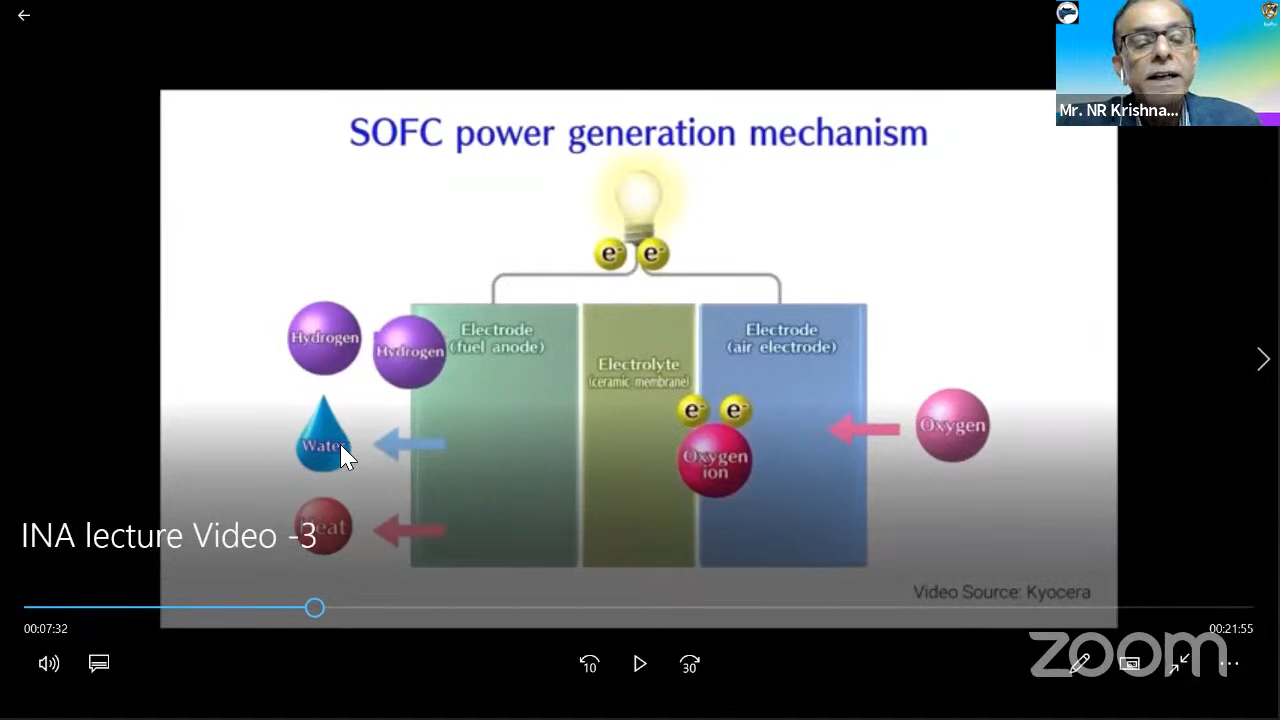 Mr. NR Krishna...
SOFC power generation mechanism
e⁻ e⁻
Hydrogen
Hydrogen
Electrode
(fuel anode)
Electrolyte
(ceramic membrane)
Electrode
(air electrode)
e⁻ e⁻
Oxygen
ion
Oxygen
Water
Heat
INA lecture Video -3
Video Source: Kyocera
00:07:32
00:21:55
10
30
zoom